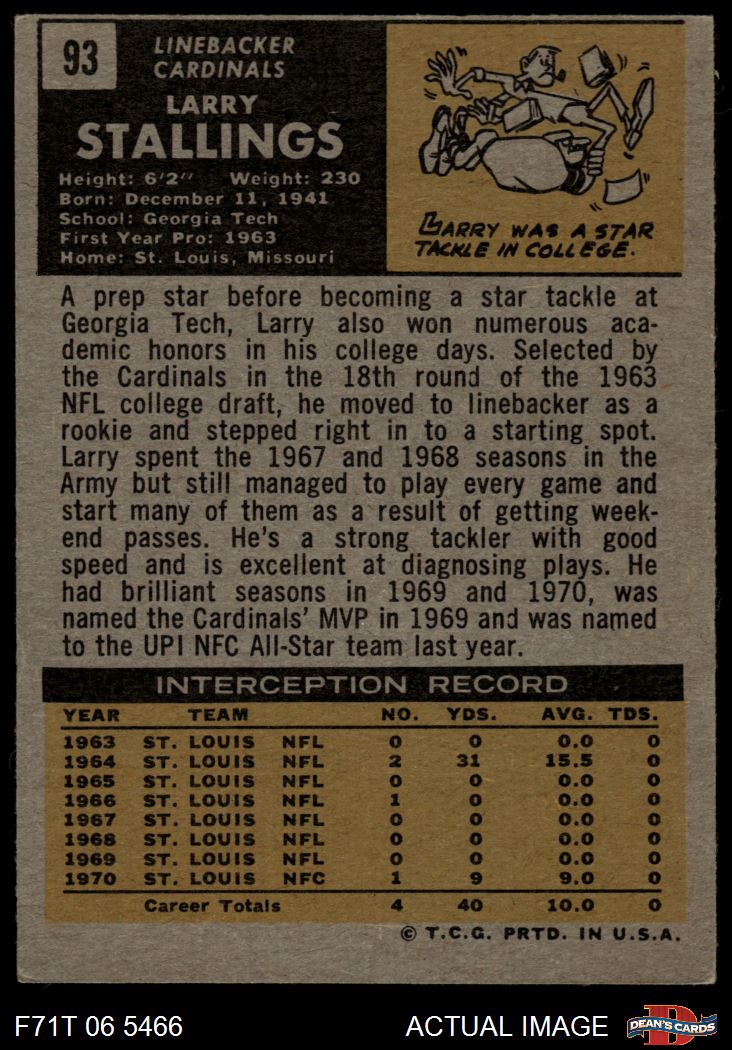 93
LINEBACKER
CARDINALS
LARRY
STALLINGS
Height: 6'2" Weight: 230
Born: December 11, 1941
School: Georgia Tech
First Year Pro: 1963
Home: St. Louis, Missouri
LARRY WAS A STAR
TACKLE IN COLLEGE.
A prep star before becoming a star tackle at
Georgia Tech, Larry also won numerous aca-
demic honors in his college days. Selected by
the Cardinals in the 18th round of the 1963
NFL college draft, he moved to linebacker as a
rookie and stepped right in to a starting spot.
Larry spent the 1967 and 1968 seasons in the
Army but still managed to play every game and
start many of them as a result of getting week-
end passes. He's a strong tackler with good
speed and is excellent at diagnosing plays. He
had brilliant seasons in 1969 and 1970, was
named the Cardinals' MVP in 1969 and was named
to the UPI NFC All-Star team last year.
INTERCEPTION RECORD
YEAR TEAM NO. YDS. AVG. TDS.
1963 ST. LOUIS NFL 0 0 0.0 0
1964 ST. LOUIS NFL 2 31 15.5 0
1965 ST. LOUIS NFL 0 0 0.0 0
1966 ST. LOUIS NFL 1 0 0.0 0
1967 ST. LOUIS NFL 0 0 0.0 0
1968 ST. LOUIS NFL 0 0 0.0 0
1969 ST. LOUIS NFL 0 0 0.0 0
1970 ST. LOUIS NFC 1 9 9.0 0
Career Totals 4 40 10.0 0
© T.C.G. PRTD. IN U.S.A.
F71T 06 5466 ACTUAL IMAGE D DEAN'S CARDS